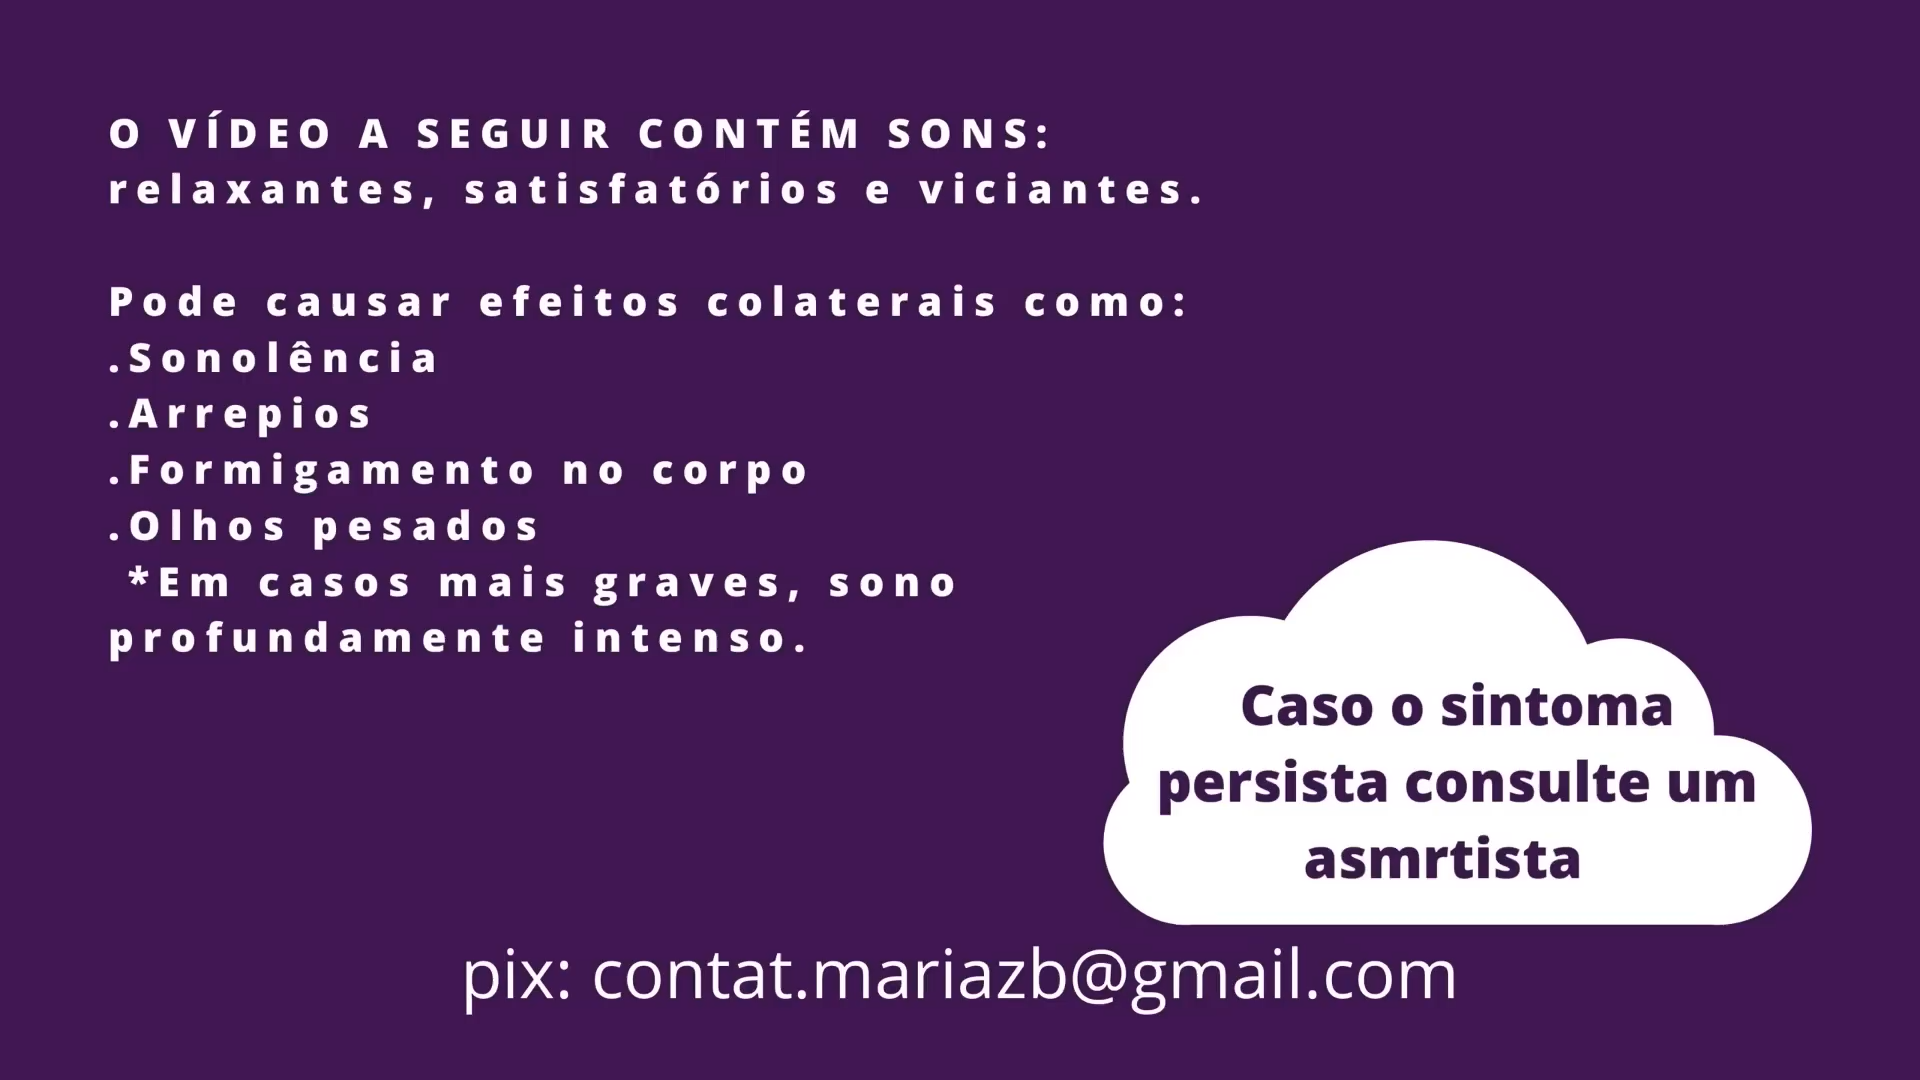 O VÍDEO A SEGUIR CONTÉM SONS:
relaxantes, satisfatórios e viciantes.
Pode causar efeitos colaterais como:
.Sonolência
.Arrepios
.Formigamento no corpo
.Olhos pesados
*Em casos mais graves, sono
profundamente intenso.
Caso o sintoma
persista consulte um
asmrtista
pix: contat.mariazb@gmail.com